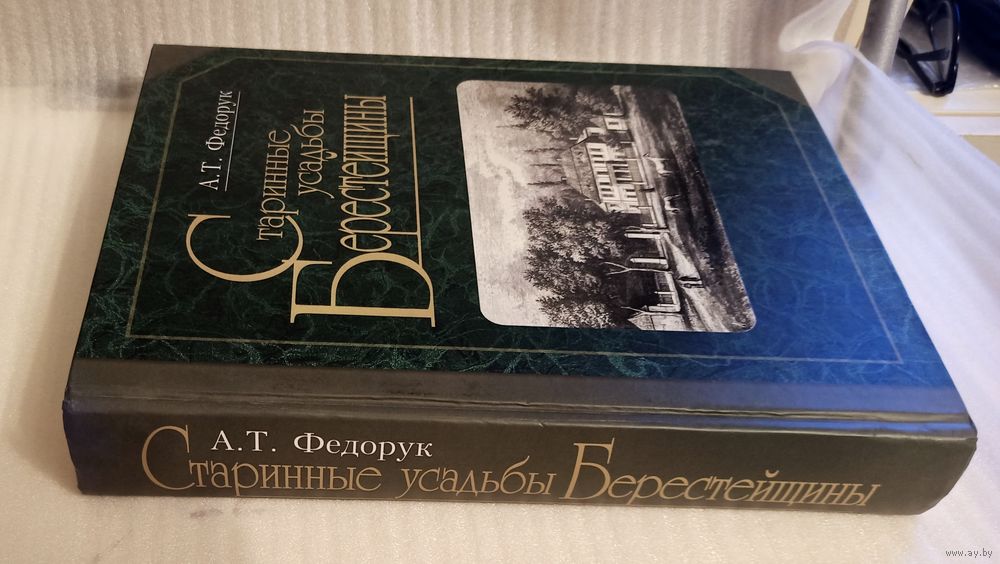 А.Т. Федорук
Старинные
усадьбы
Берестейщины
А.Т. Федорук
Старинные усадьбы Берестейщины
www.ay.by